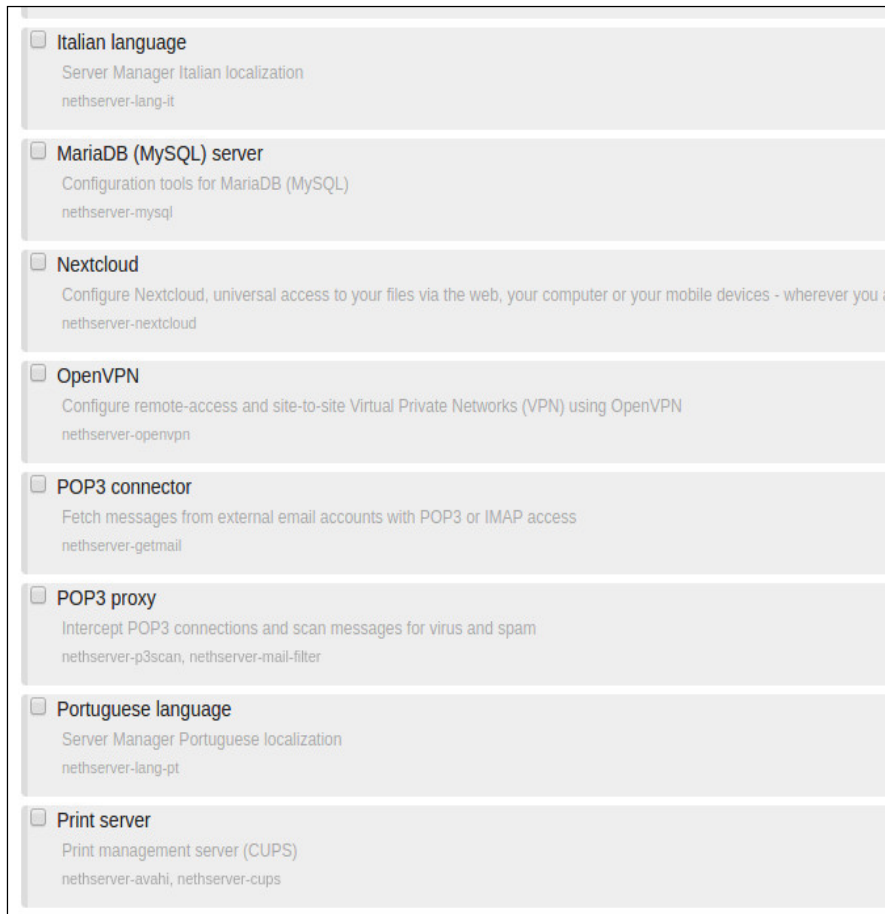 Italian language
Server Manager Italian localization
nethserver-lang-it
MariaDB (MySQL) server
Configuration tools for MariaDB (MySQL)
nethserver-mysql
Nextcloud
Configure Nextcloud, universal access to your files via the web, your computer or your mobile devices - wherever you
nethserver-nextcloud
OpenVPN
Configure remote-access and site-to-site Virtual Private Networks (VPN) using OpenVPN
nethserver-openvpn
POP3 connector
Fetch messages from external email accounts with POP3 or IMAP access
nethserver-getmail
POP3 proxy
Intercept POP3 connections and scan messages for virus and spam
nethserver-p3scan, nethserver-mail-filter
Portuguese language
Server Manager Portuguese localization
nethserver-lang-pt
Print server
Print management server (CUPS)
nethserver-avahi, nethserver-cups